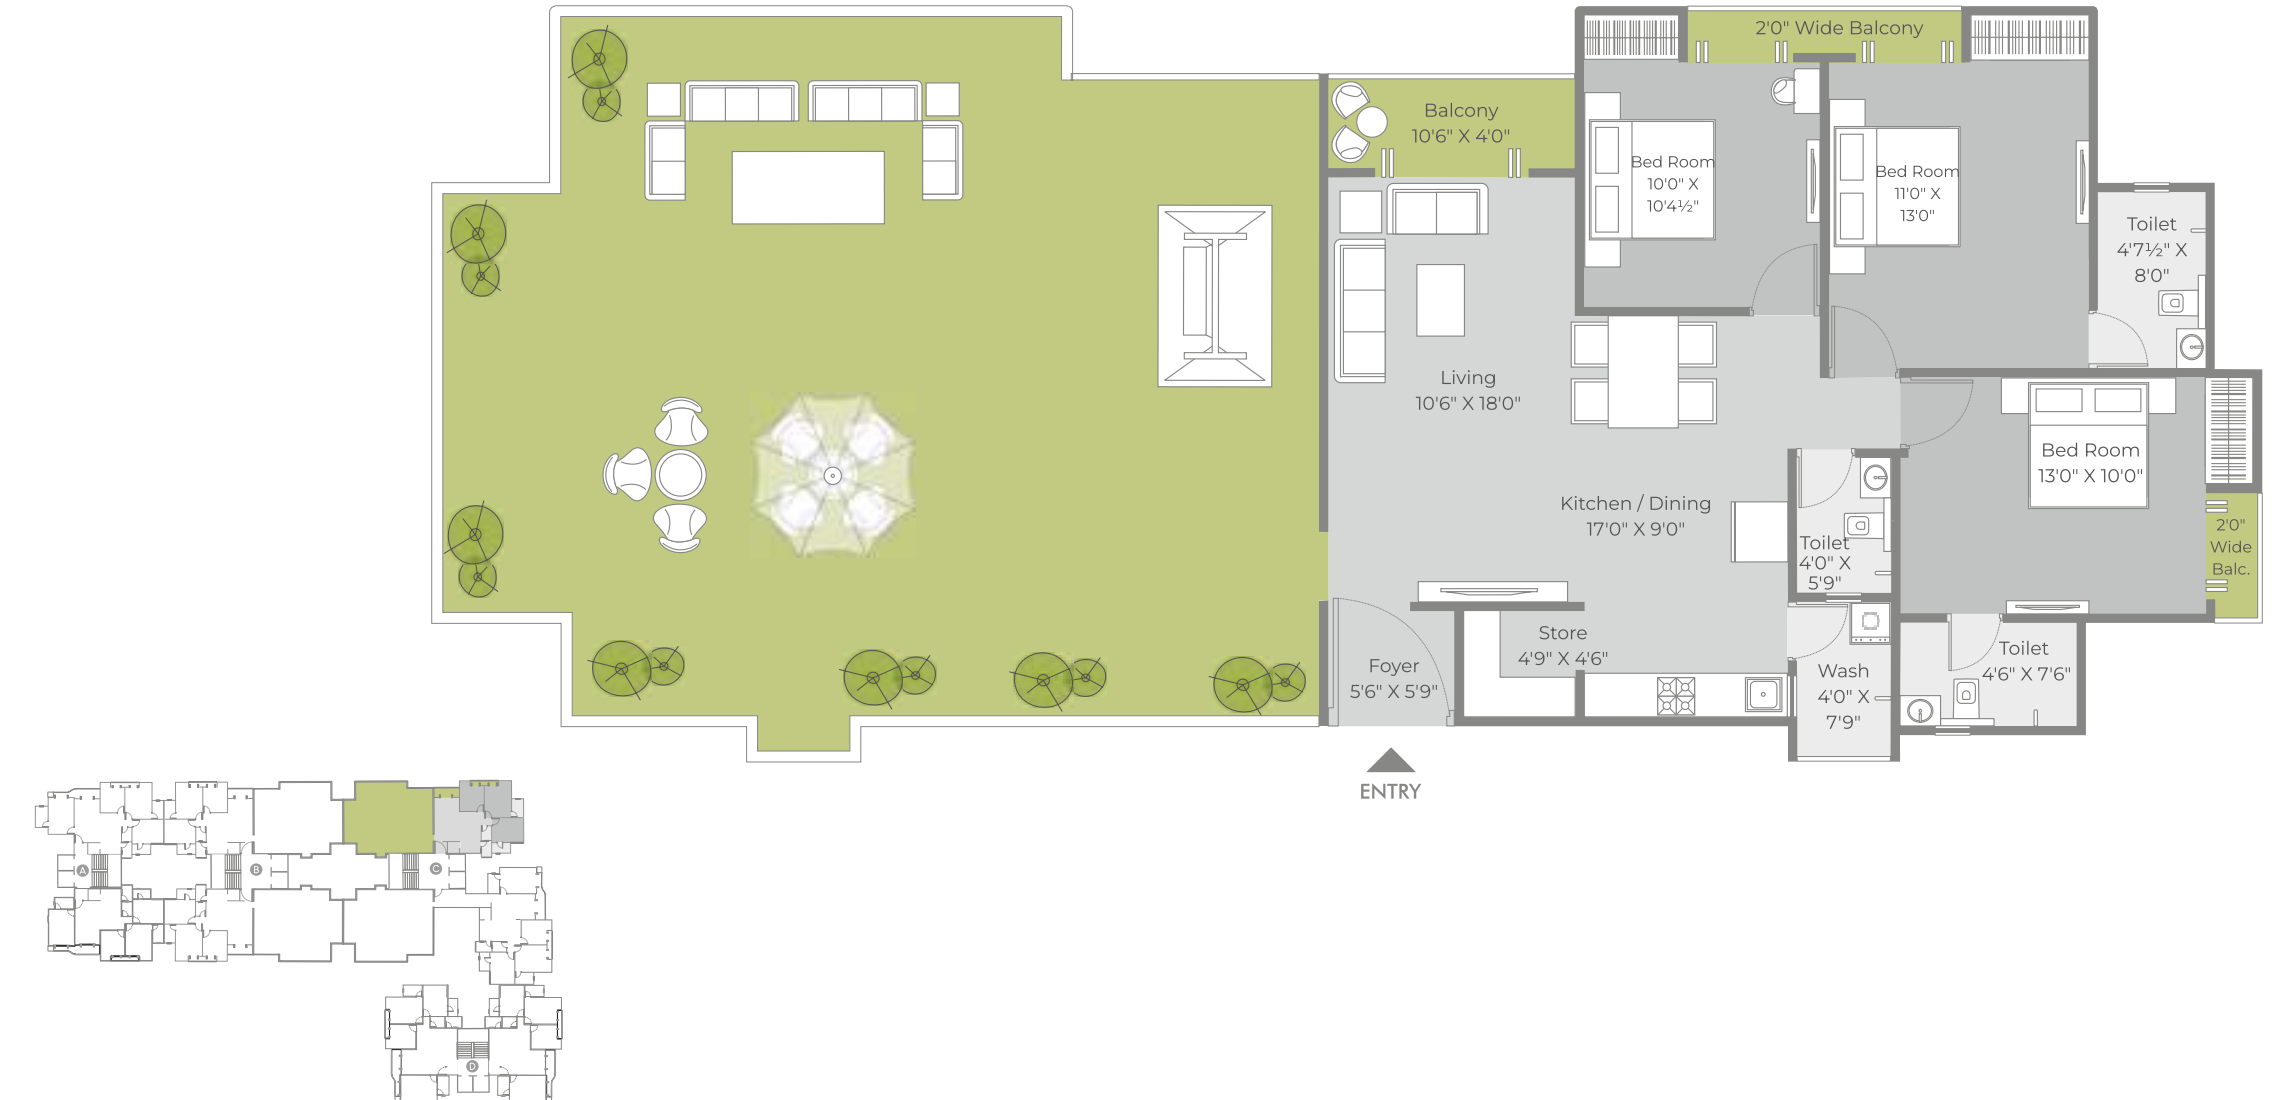 2'0" Wide Balcony
Balcony
10'6" X 4'0"
Bed Room
10'0" X
10'4½"
Bed Room
11'0" X
13'0"
Toilet
4'7½" X
8'0"
Living
10'6" X 18'0"
Bed Room
13'0" X 10'0"
Kitchen / Dining
17'0" X 9'0"
2'0"
Wide
Balc.
Toilet
4'0" X
5'9"
Store
4'9" X 4'6"
Foyer
5'6" X 5'9"
Wash
4'0" X
7'9"
Toilet
4'6" X 7'6"
ENTRY
A
B
C
D